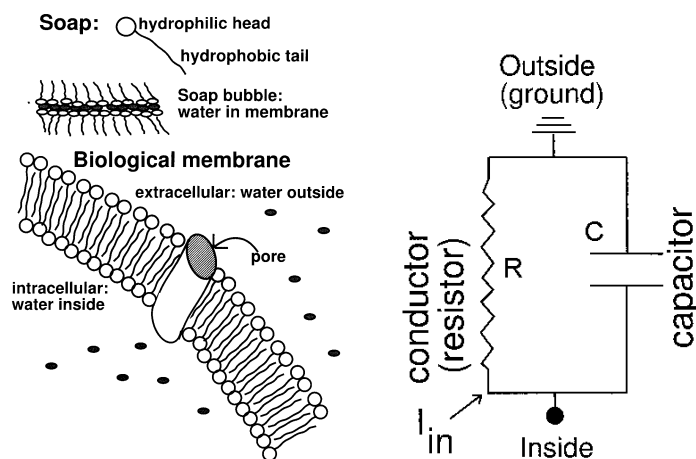 Soap:
hydrophilic head
hydrophobic tail
Soap bubble:
water in membrane
Biological membrane
extracellular: water outside
pore
intracellular:
water inside
Outside
(ground)
C
R
conductor
(resistor)
capacitor
Iin
Inside